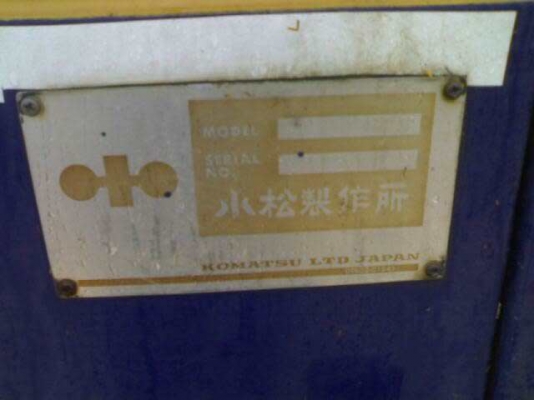 MODEL
SERIAL
NO.
小松製作所
KOMATSU LTD JAPAN